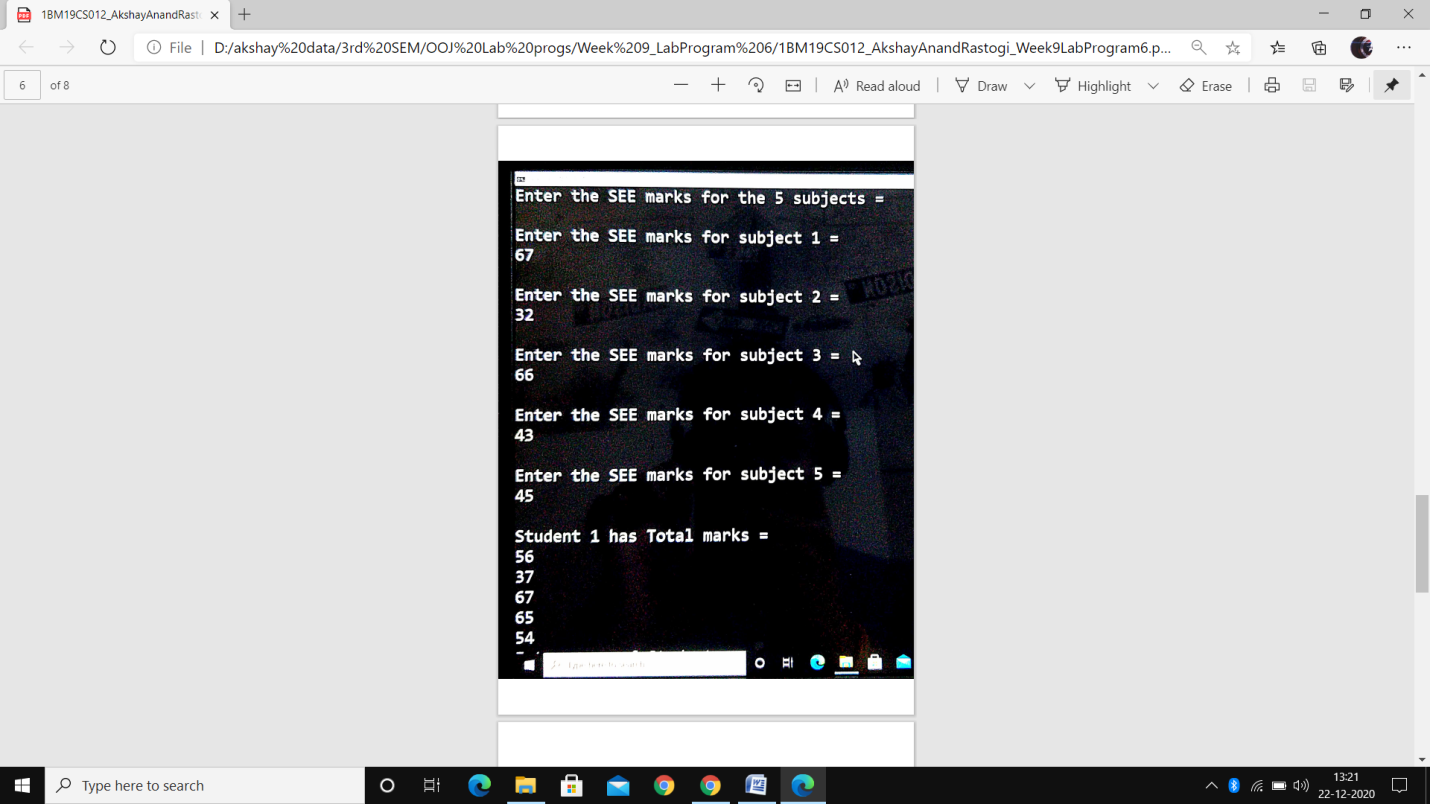 1BM19CS012_AkshayAnandRast
File
D:/akshay%20data/3rd%20SEM/OOJ%20Lab%20progs/Week%209_LabProgram%206/1BM19CS012_AkshayAnandRastogi_Week9LabProgram6.p...
6 of 8
Read aloud
Draw
Highlight
Erase
Enter the SEE marks for the 5 subjects =
Enter the SEE marks for subject 1 =
67
Enter the SEE marks for subject 2 =
32
Enter the SEE marks for subject 3 =
66
Enter the SEE marks for subject 4 =
43
Enter the SEE marks for subject 5 =
45
Student 1 has Total marks =
56
37
67
65
54
Type here to search
13:21
22-12-2020